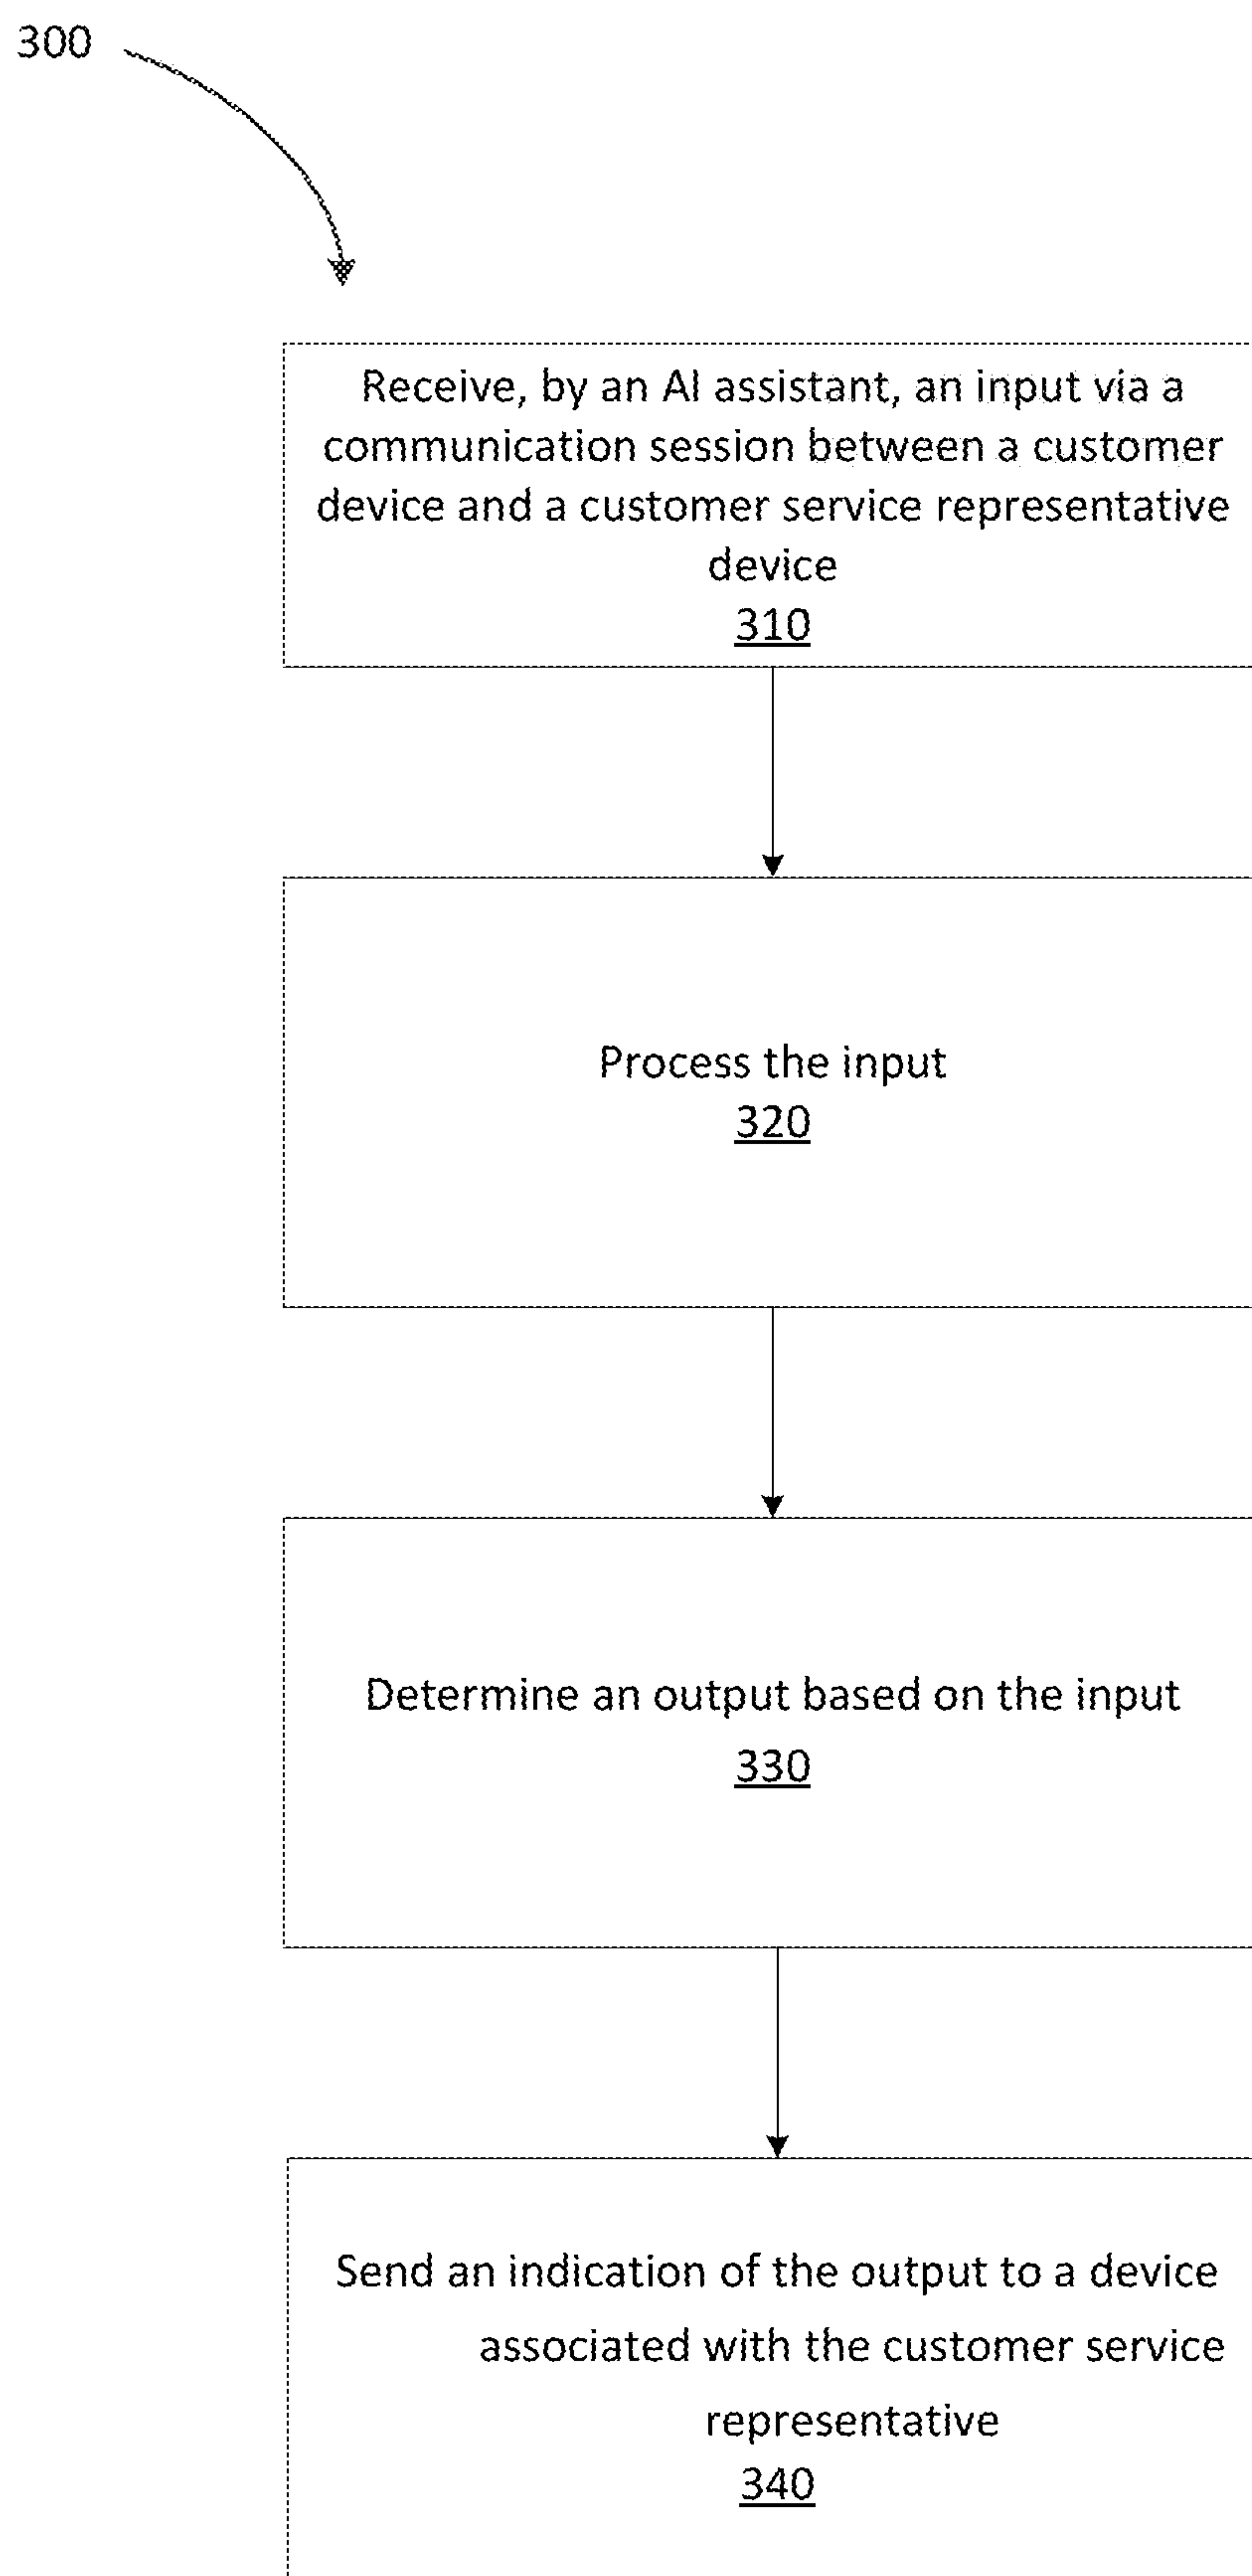 300
Receive, by an AI assistant, an input via a
communication session between a customer
device and a customer service representative
device
310
Process the input
320
Determine an output based on the input
330
Send an indication of the output to a device
associated with the customer service
representative
340